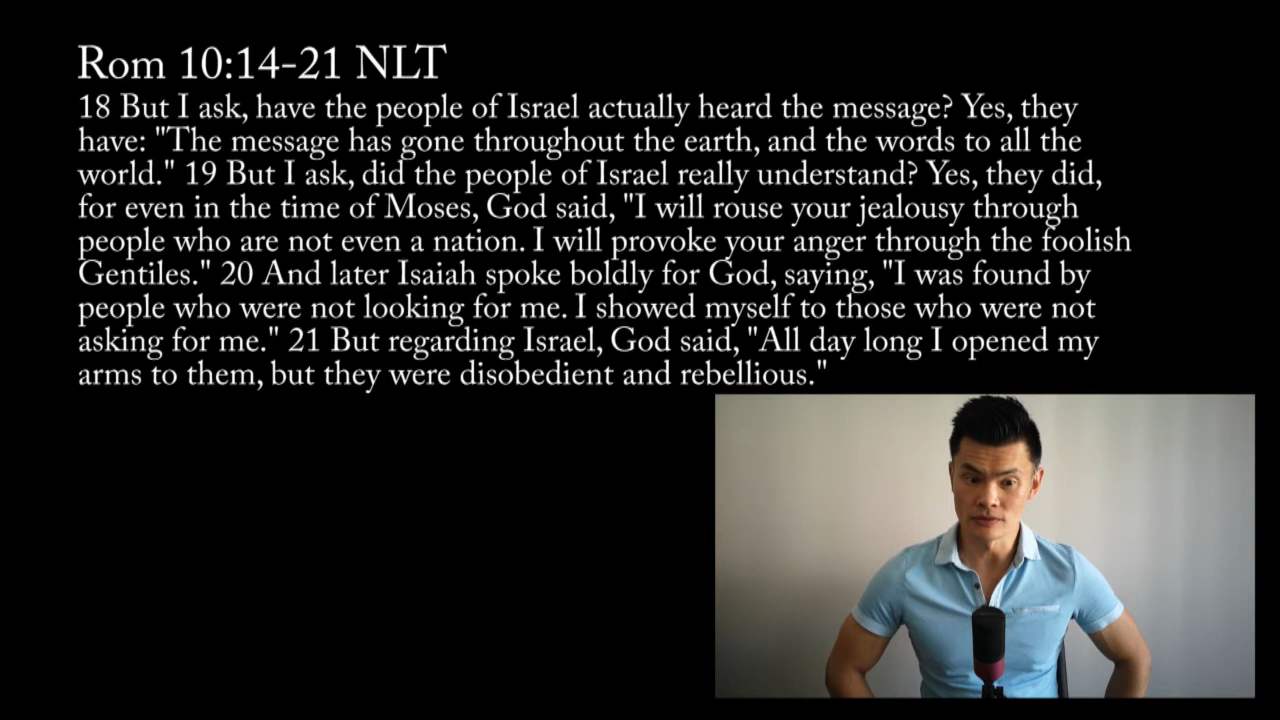 Rom 10:14-21 NLT
18 But I ask, have the people of Israel actually heard the message? Yes, they
have: "The message has gone throughout the earth, and the words to all the
world." 19 But I ask, did the people of Israel really understand? Yes, they did,
for even in the time of Moses, God said, "I will rouse your jealousy through
people who are not even a nation. I will provoke your anger through the foolish
Gentiles." 20 And later Isaiah spoke boldly for God, saying, "I was found by
people who were not looking for me. I showed myself to those who were not
asking for me." 21 But regarding Israel, God said, "All day long I opened my
arms to them, but they were disobedient and rebellious."